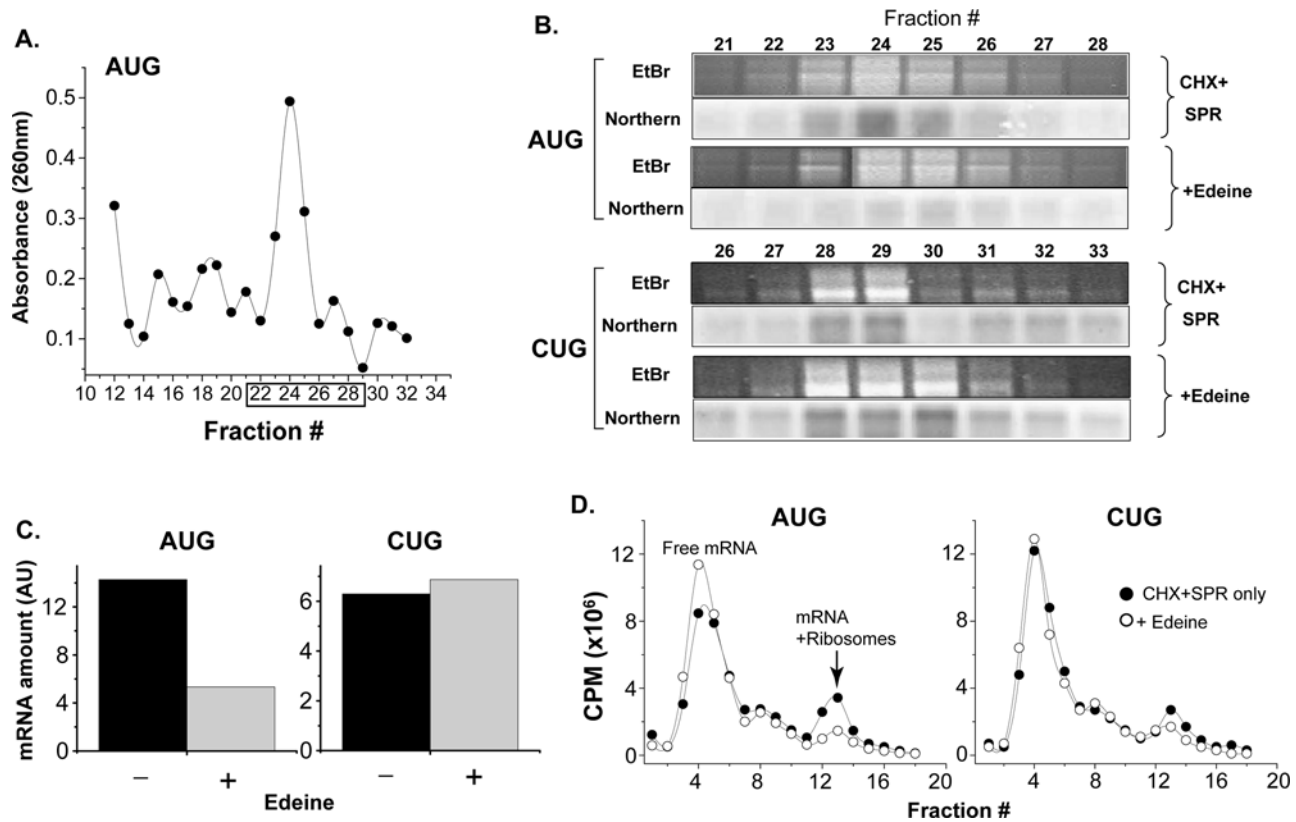 A.
AUG
Absorbance (260nm)
0.5
0.4
0.3
0.2
0.1
10 12 14 16 18 20 22 24 26 28 30 32 34
Fraction #
B.
Fraction #
21 22 23 24 25 26 27 28
AUG
EtBr
Northern
CHX+
SPR
EtBr
Northern
+Edeine
26 27 28 29 30 31 32 33
CUG
EtBr
Northern
CHX+
SPR
EtBr
Northern
+Edeine
C.
AUG
CUG
mRNA amount (AU)
12
8
4
0
6
4
2
0
− + − +
Edeine
D.
AUG
CUG
CPM (x10⁶)
12
8
4
0
12
8
4
0
Free mRNA
mRNA
+Ribosomes
CHX+SPR only
+ Edeine
4 8 12 16 20
4 8 12 16 20
Fraction #